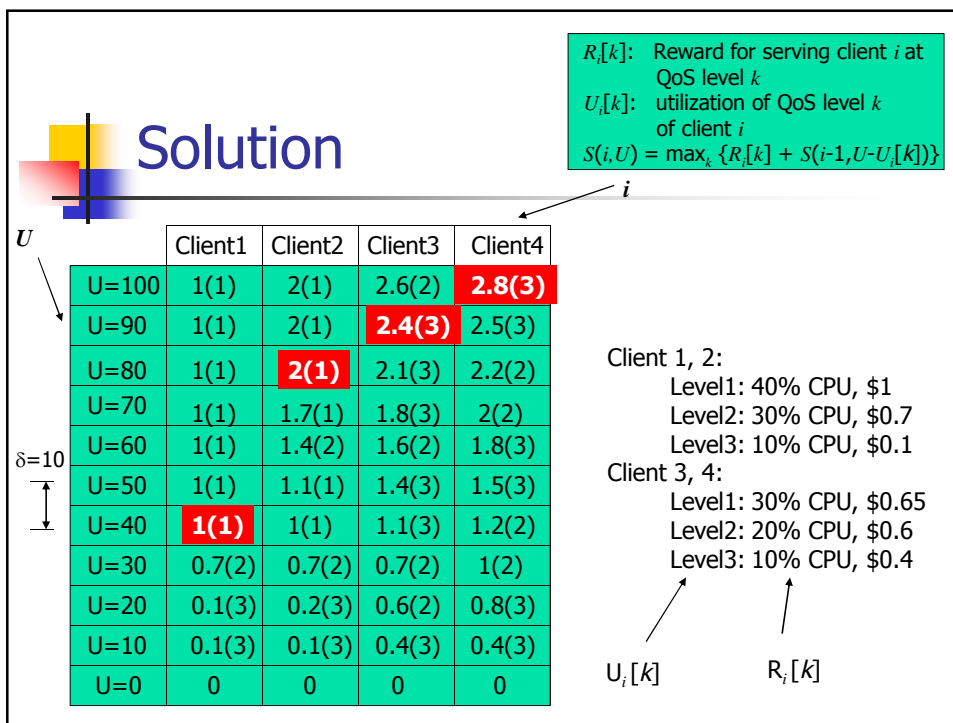 R_i[k]: Reward for serving client i at
QoS level k
U_i[k]: utilization of QoS level k
of client i
S(i,U) = max_k {R_i[k] + S(i-1,U-U_i[k])}
Solution
i
U
Client1 Client2 Client3 Client4
U=100 1(1) 2(1) 2.6(2) 2.8(3)
U=90 1(1) 2(1) 2.4(3) 2.5(3)
U=80 1(1) 2(1) 2.1(3) 2.2(2)
U=70 1(1) 1.7(1) 1.8(3) 2(2)
U=60 1(1) 1.4(2) 1.6(2) 1.8(3)
δ=10
U=50 1(1) 1.1(1) 1.4(3) 1.5(3)
U=40 1(1) 1(1) 1.1(3) 1.2(2)
U=30 0.7(2) 0.7(2) 0.7(2) 1(2)
U=20 0.1(3) 0.2(3) 0.6(2) 0.8(3)
U=10 0.1(3) 0.1(3) 0.4(3) 0.4(3)
U=0 0 0 0 0
Client 1, 2:
Level1: 40% CPU, $1
Level2: 30% CPU, $0.7
Level3: 10% CPU, $0.1
Client 3, 4:
Level1: 30% CPU, $0.65
Level2: 20% CPU, $0.6
Level3: 10% CPU, $0.4
U_i[k] R_i[k]